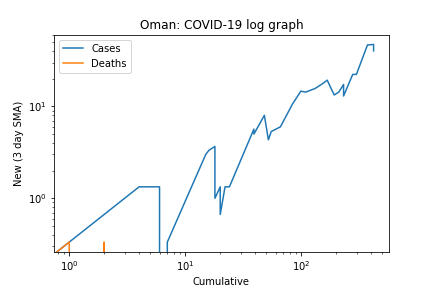 Oman: COVID-19 log graph
Cases
Deaths
New (3 day SMA)
10¹
10⁰
10⁰ 10¹ 10²
Cumulative